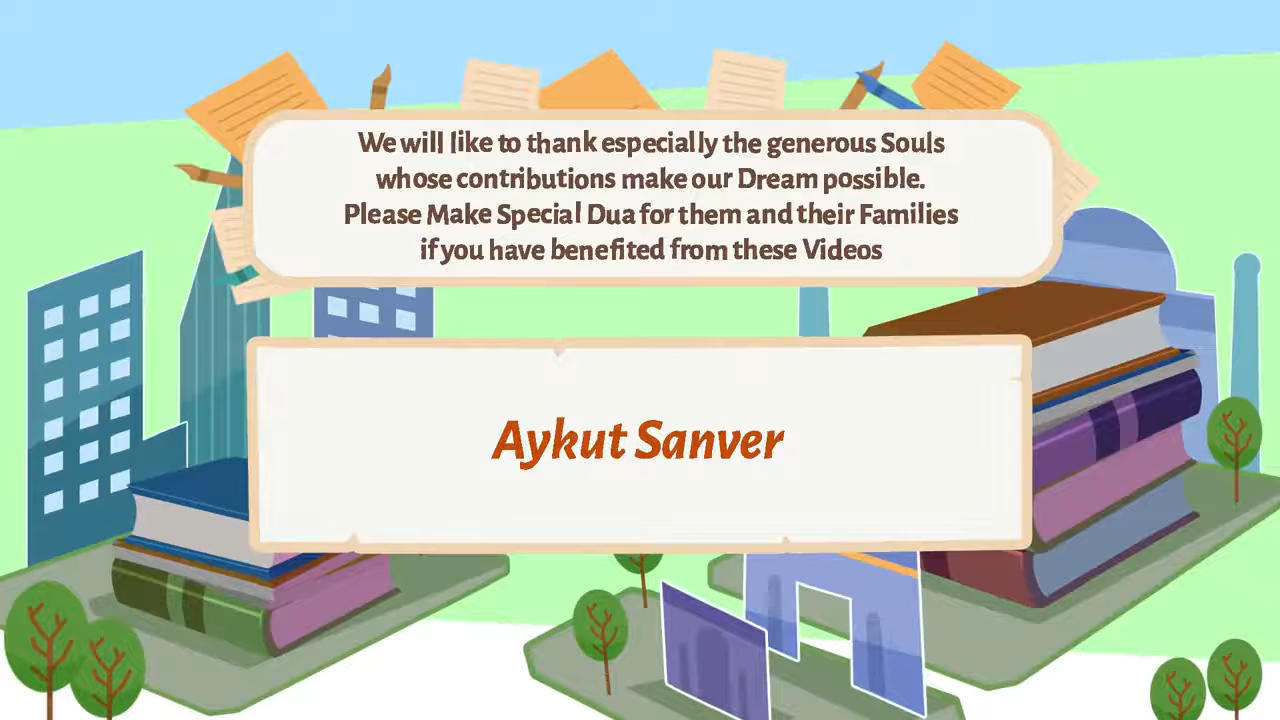 We will like to thank especially the generous Souls
whose contributions make our Dream possible.
Please Make Special Dua for them and their Families
if you have benefited from these Videos
Aykut Sanver